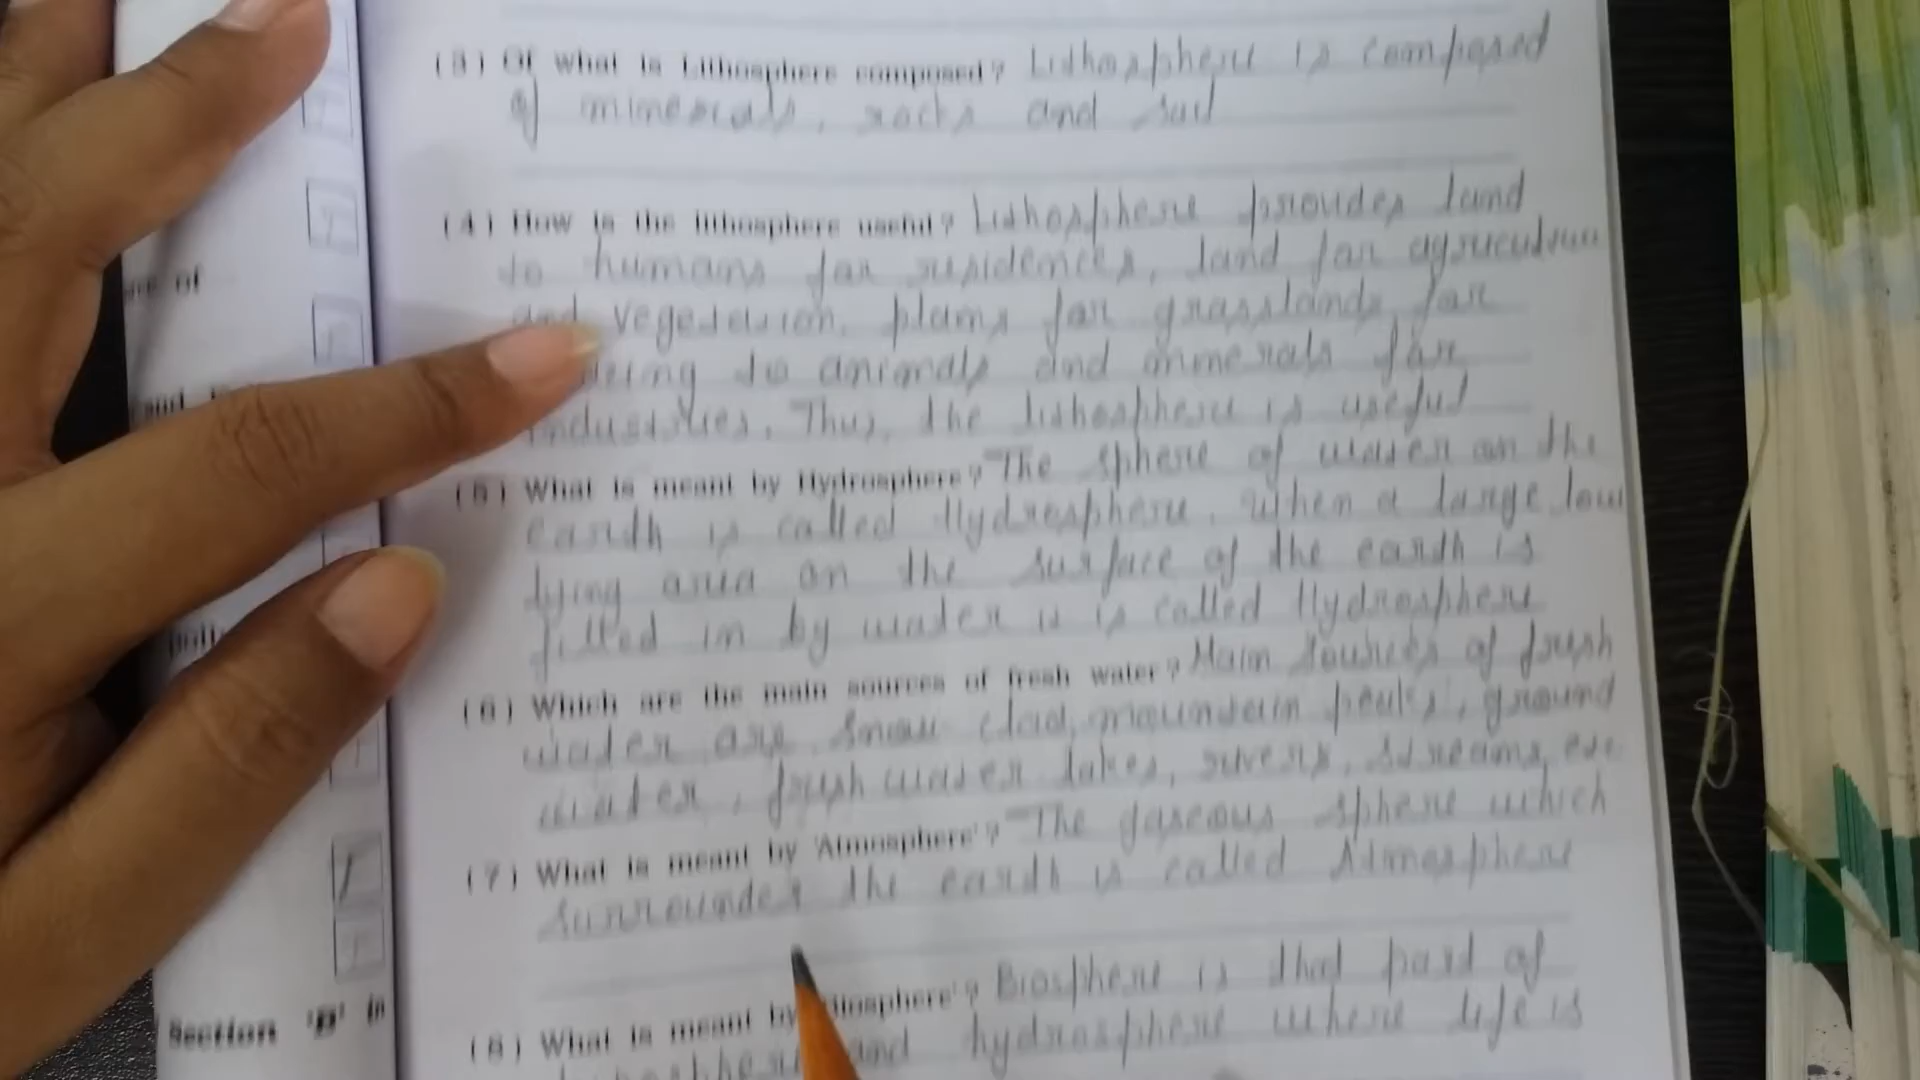 (3) Of what is Lithosphere composed? Lithosphere is composed
of minerals, rocks and soil
(4) How is the lithosphere useful? Lithosphere provides land
to humans for residences, land for agriculture
and vegetation, plains for grasslands for
to animals and minerals for
industries. Thus, the lithosphere is useful
(5) What is meant by Hydrosphere? The sphere of water on the
earth is called Hydrosphere. When a large low
lying area on the surface of the earth is
filled in by water it is called Hydrosphere
(6) Which are the main sources of fresh water? Main sources of fresh
water are snow clad mountain peaks, ground
water, fresh water lakes, rivers, streams, etc
(7) What is meant by 'Atmosphere'? The gaseous sphere which
surrounder the earth is called Atmosphere
(8) What is meant by Biosphere'? Biosphere is that part of
and hydrosphere where life is
of
Section 'B' in